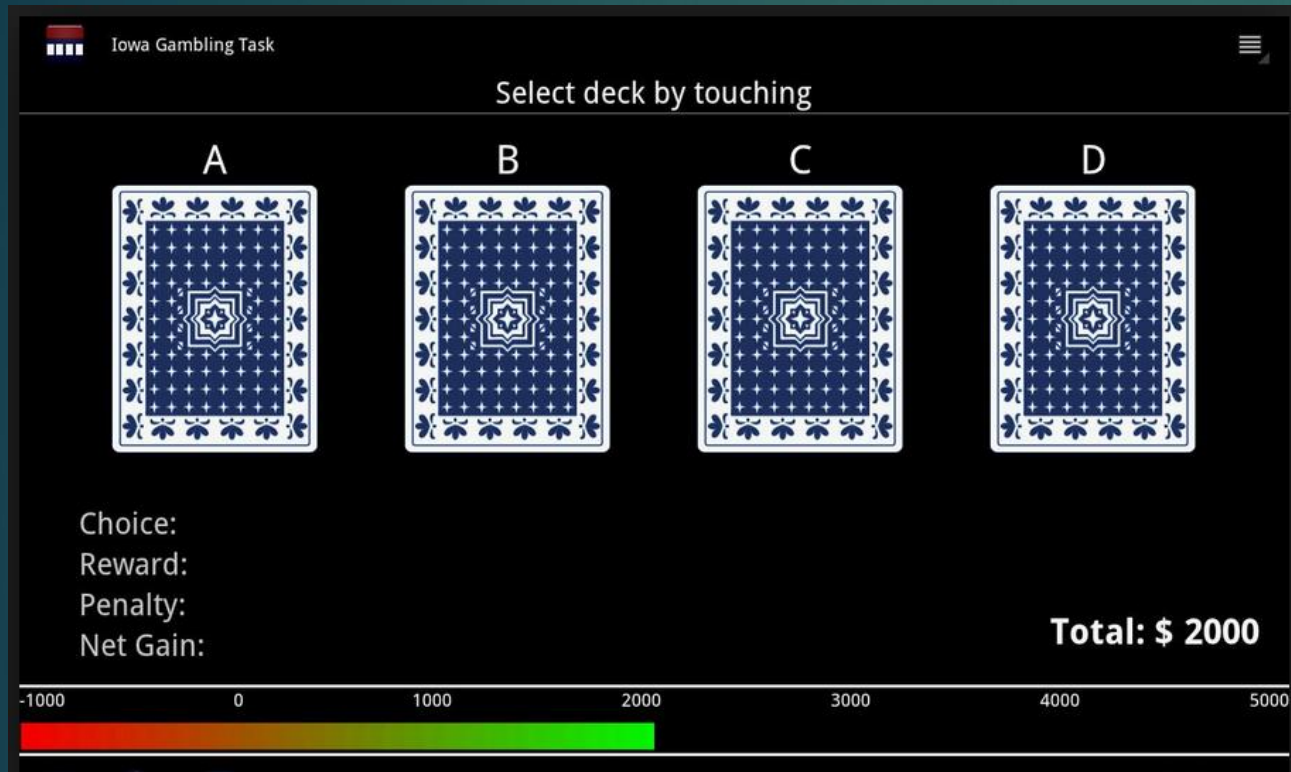 Iowa Gambling Task
Select deck by touching
A B C D
Choice:
Reward:
Penalty:
Net Gain:
Total: $ 2000
-1000 0 1000 2000 3000 4000 5000